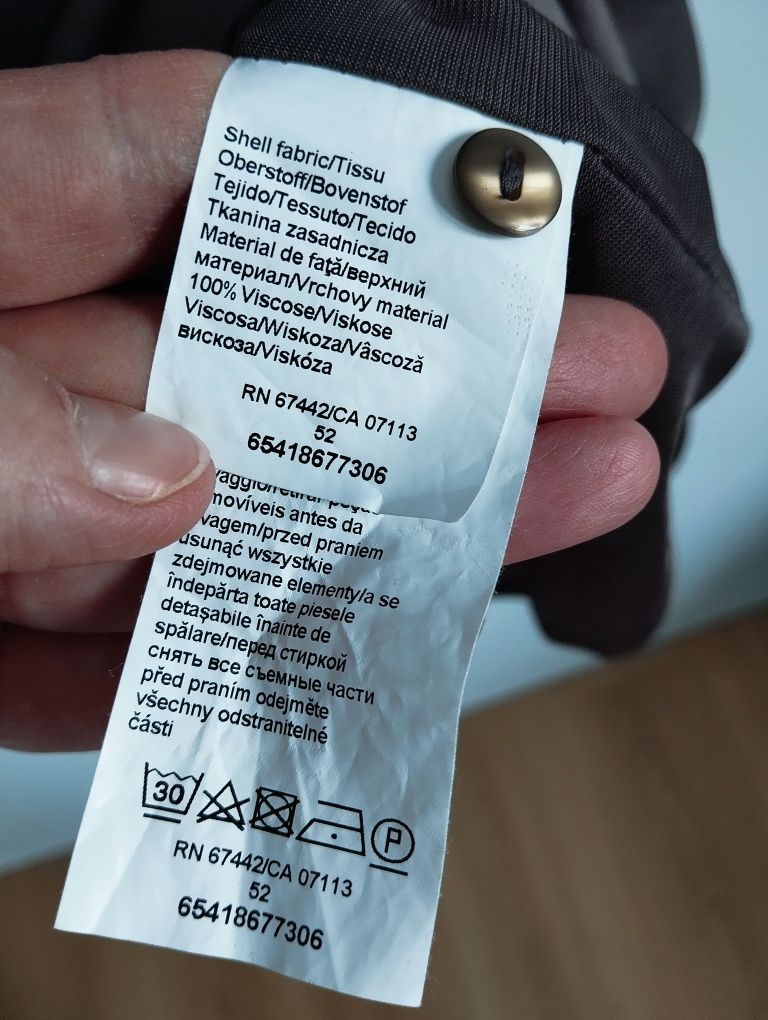 Shell fabric/Tissu
Oberstoff/Bovenstof
Tejido/Tessuto/Tecido
Tkanina zasadnicza
Material de faţă/верхний
материал/Vrchovy material
100% Viscose/Viskose
Viscosa/Wiskoza/Vâscoză
вискоза/Viskóza
RN 67442/CA 07113
52
65418677306
movíveis antes da
vagem/przed praniem
usunąć wszystkie
zdejmowane elementy/a se
îndepărta toate piesele
detaşabile înainte de
spălare/перед стиркой
снять все съемные части
před praním odejměte
všechny odstranitelné
části
30 P
RN 67442/CA 07113
52
65418677306